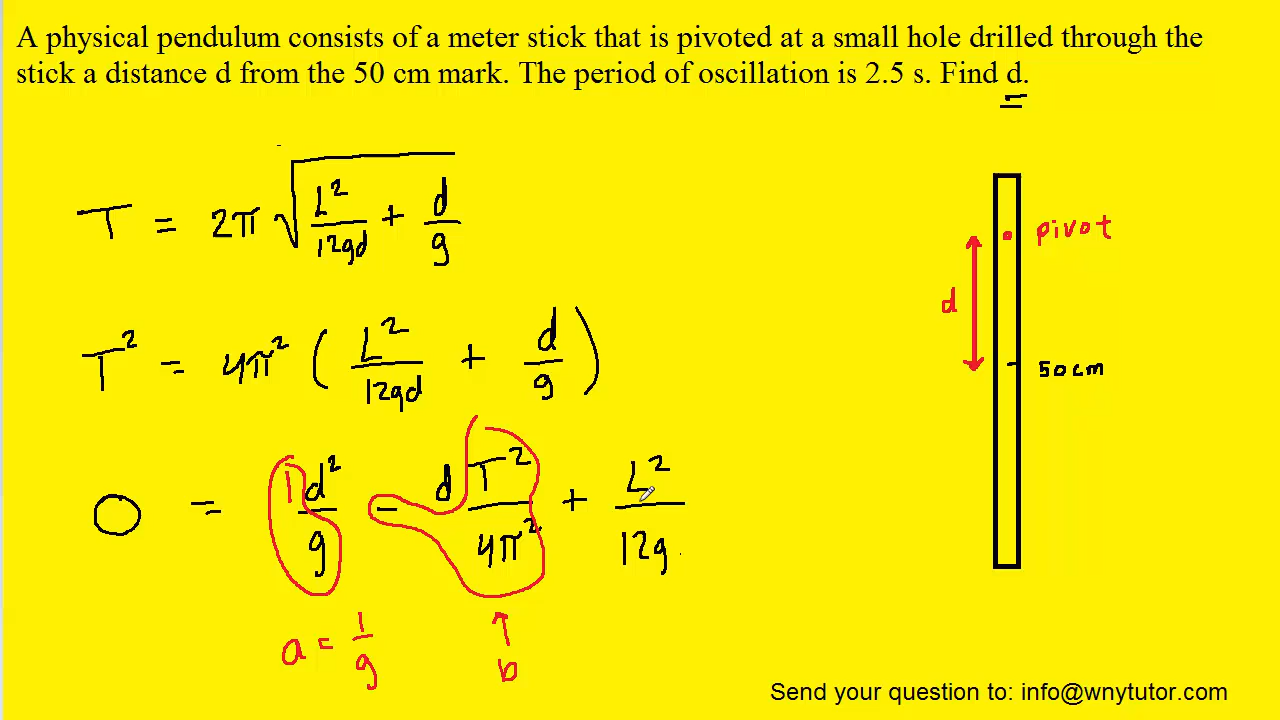 A physical pendulum consists of a meter stick that is pivoted at a small hole drilled through the
stick a distance d from the 50 cm mark. The period of oscillation is 2.5 s. Find d.
T = 2π √(L²/12gd + d/g)
pivot
d
50cm
T² = 4π² (L²/12gd + d/g)
0 = 1d²/g - d T²/4π² + L²/12g
a = 1/g
b
Send your question to: info@wnytutor.com